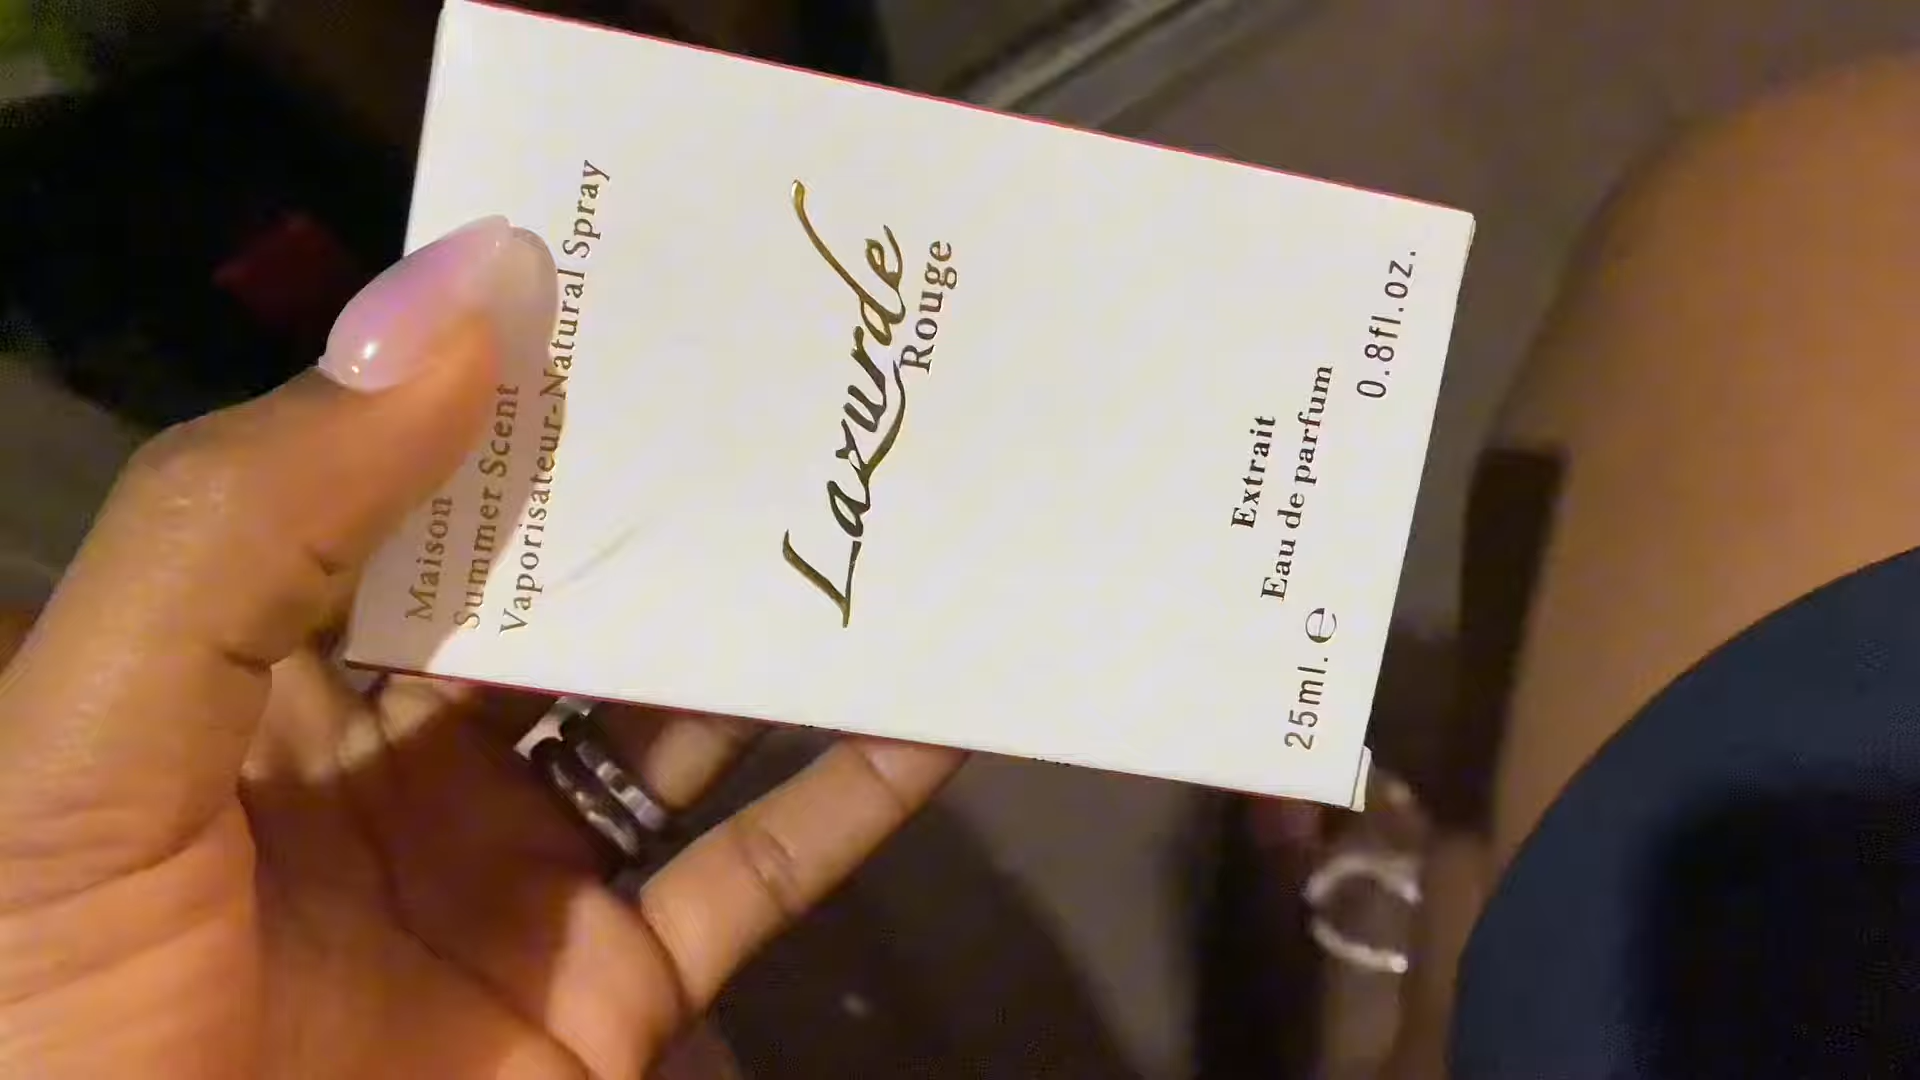 Maison
Summer Scent
Vaporisateur-Natural Spray
Lazurde
Rouge
Extrait
Eau de parfum
25ml. e 0.8fl.oz.